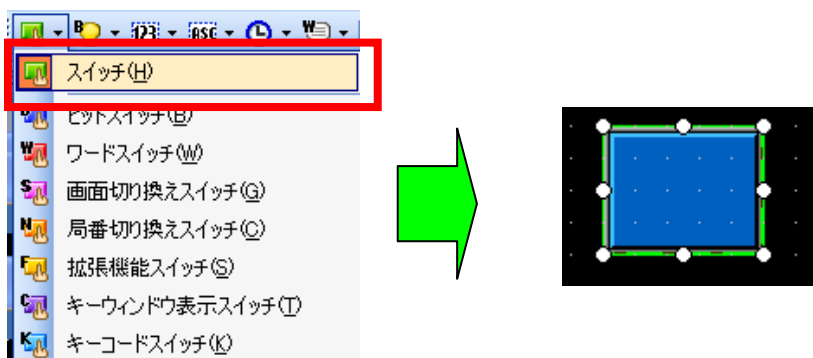 B 123 ASC W
スイッチ(H)
B ビットスイッチ(B)
W ワードスイッチ(W)
S 画面切り換えスイッチ(G)
N 局番切り換えスイッチ(C)
F 拡張機能スイッチ(S)
C キーウィンドウ表示スイッチ(T)
K キーコードスイッチ(K)